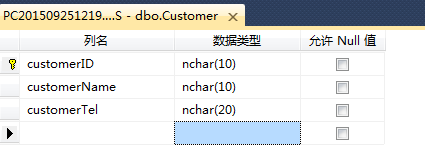 PC201509251219....S - dbo.Customer
列名 数据类型 允许 Null 值
customerID nchar(10)
customerName nchar(10)
customerTel nchar(20)